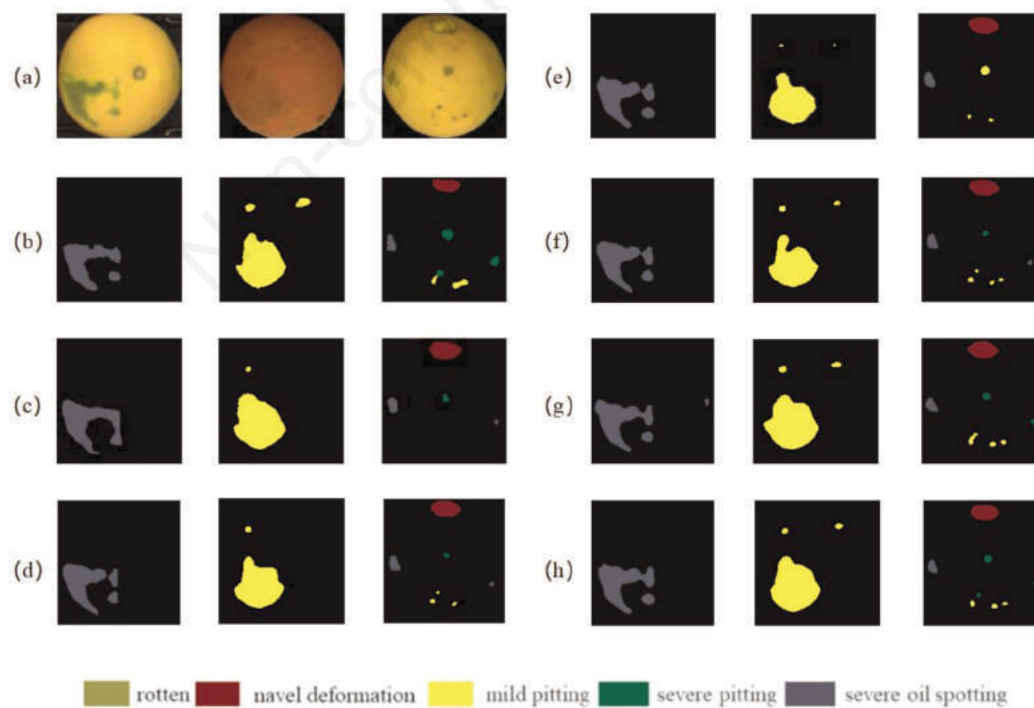 (a)
(e)
(b)
(f)
(c)
(g)
(d)
(h)
rotten navel deformation mild pitting severe pitting severe oil spotting